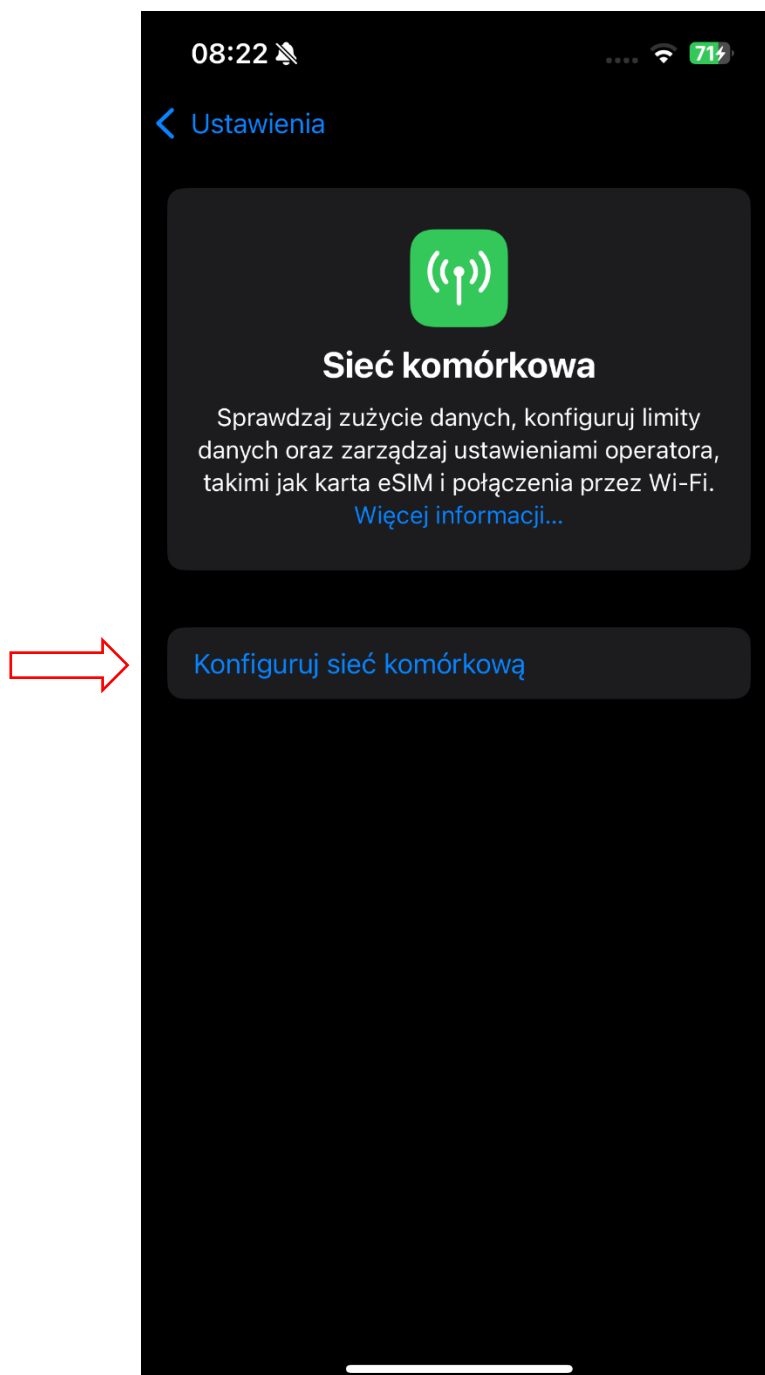 08:22
71
Ustawienia
Sieć komórkowa
Sprawdzaj zużycie danych, konfiguruj limity
danych oraz zarządzaj ustawieniami operatora,
takimi jak karta eSIM i połączenia przez Wi-Fi.
Więcej informacji...
Konfiguruj sieć komórkową